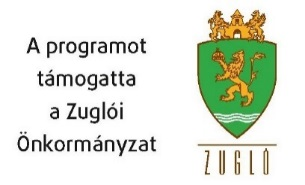 A programot
támogatta
a Zuglói
Önkormányzat
ZUGLÓ